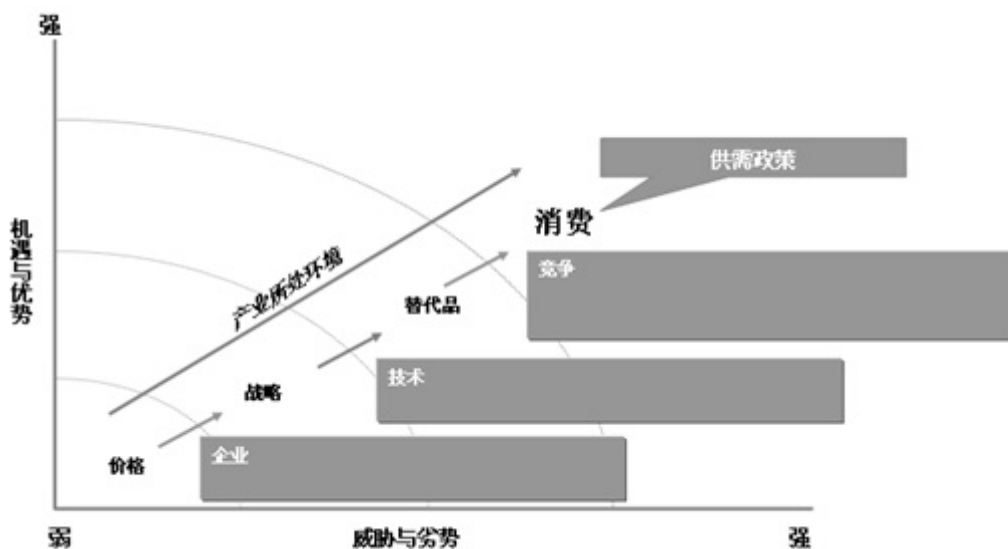 强
供需政策
消费
竞争
机遇与优势
产业所处环境
替代品
技术
战略
价格
企业
弱
威胁与劣势
强